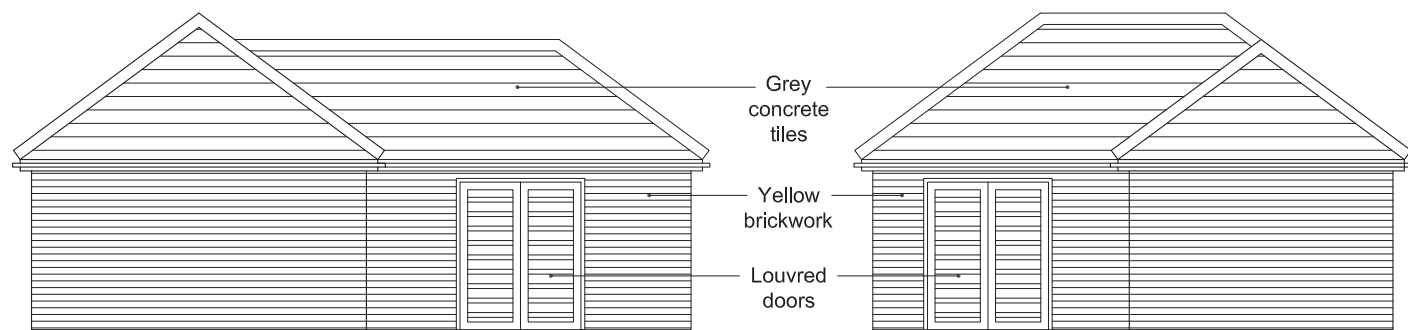 Grey
concrete
tiles
Yellow
brickwork
Louvred
doors